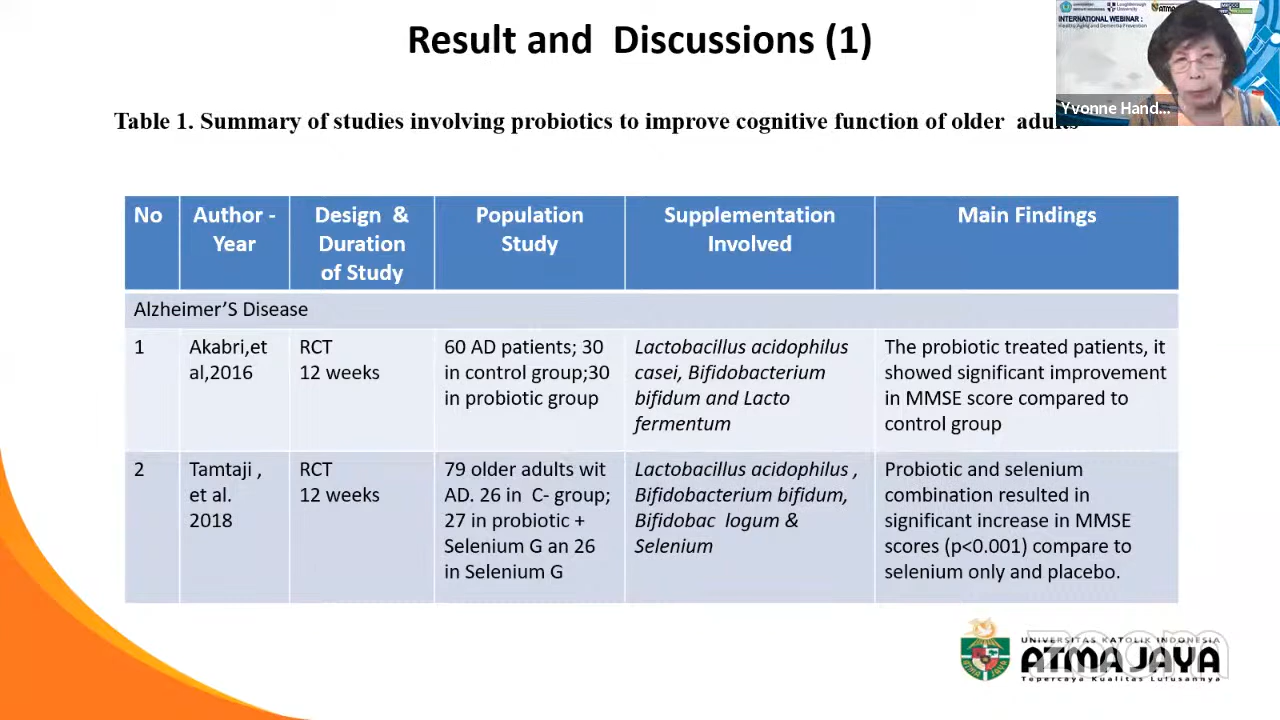 Result and Discussions (1)
INTERNATIONAL WEBINAR :
Healthy Aging and Dementia Prevention
Yvonne Hand...
Table 1. Summary of studies involving probiotics to improve cognitive function of older adults
No
Author -
Year
Design &
Duration
of Study
Population
Study
Supplementation
Involved
Main Findings
Alzheimer’S Disease
1
Akabri,et
al,2016
RCT
12 weeks
60 AD patients; 30
in control group;30
in probiotic group
Lactobacillus acidophilus
casei, Bifidobacterium
bifidum and Lacto
fermentum
The probiotic treated patients, it
showed significant improvement
in MMSE score compared to
control group
2
Tamtaji ,
et al.
2018
RCT
12 weeks
79 older adults wit
AD. 26 in C- group;
27 in probiotic +
Selenium G an 26
in Selenium G
Lactobacillus acidophilus ,
Bifidobacterium bifidum,
Bifidobac logum &
Selenium
Probiotic and selenium
combination resulted in
significant increase in MMSE
scores (p<0.001) compare to
selenium only and placebo.
UNIVERSITAS KATOLIK INDONESIA
ATMA JAYA
Tepercaya Kualitas Lulusannya
zoom